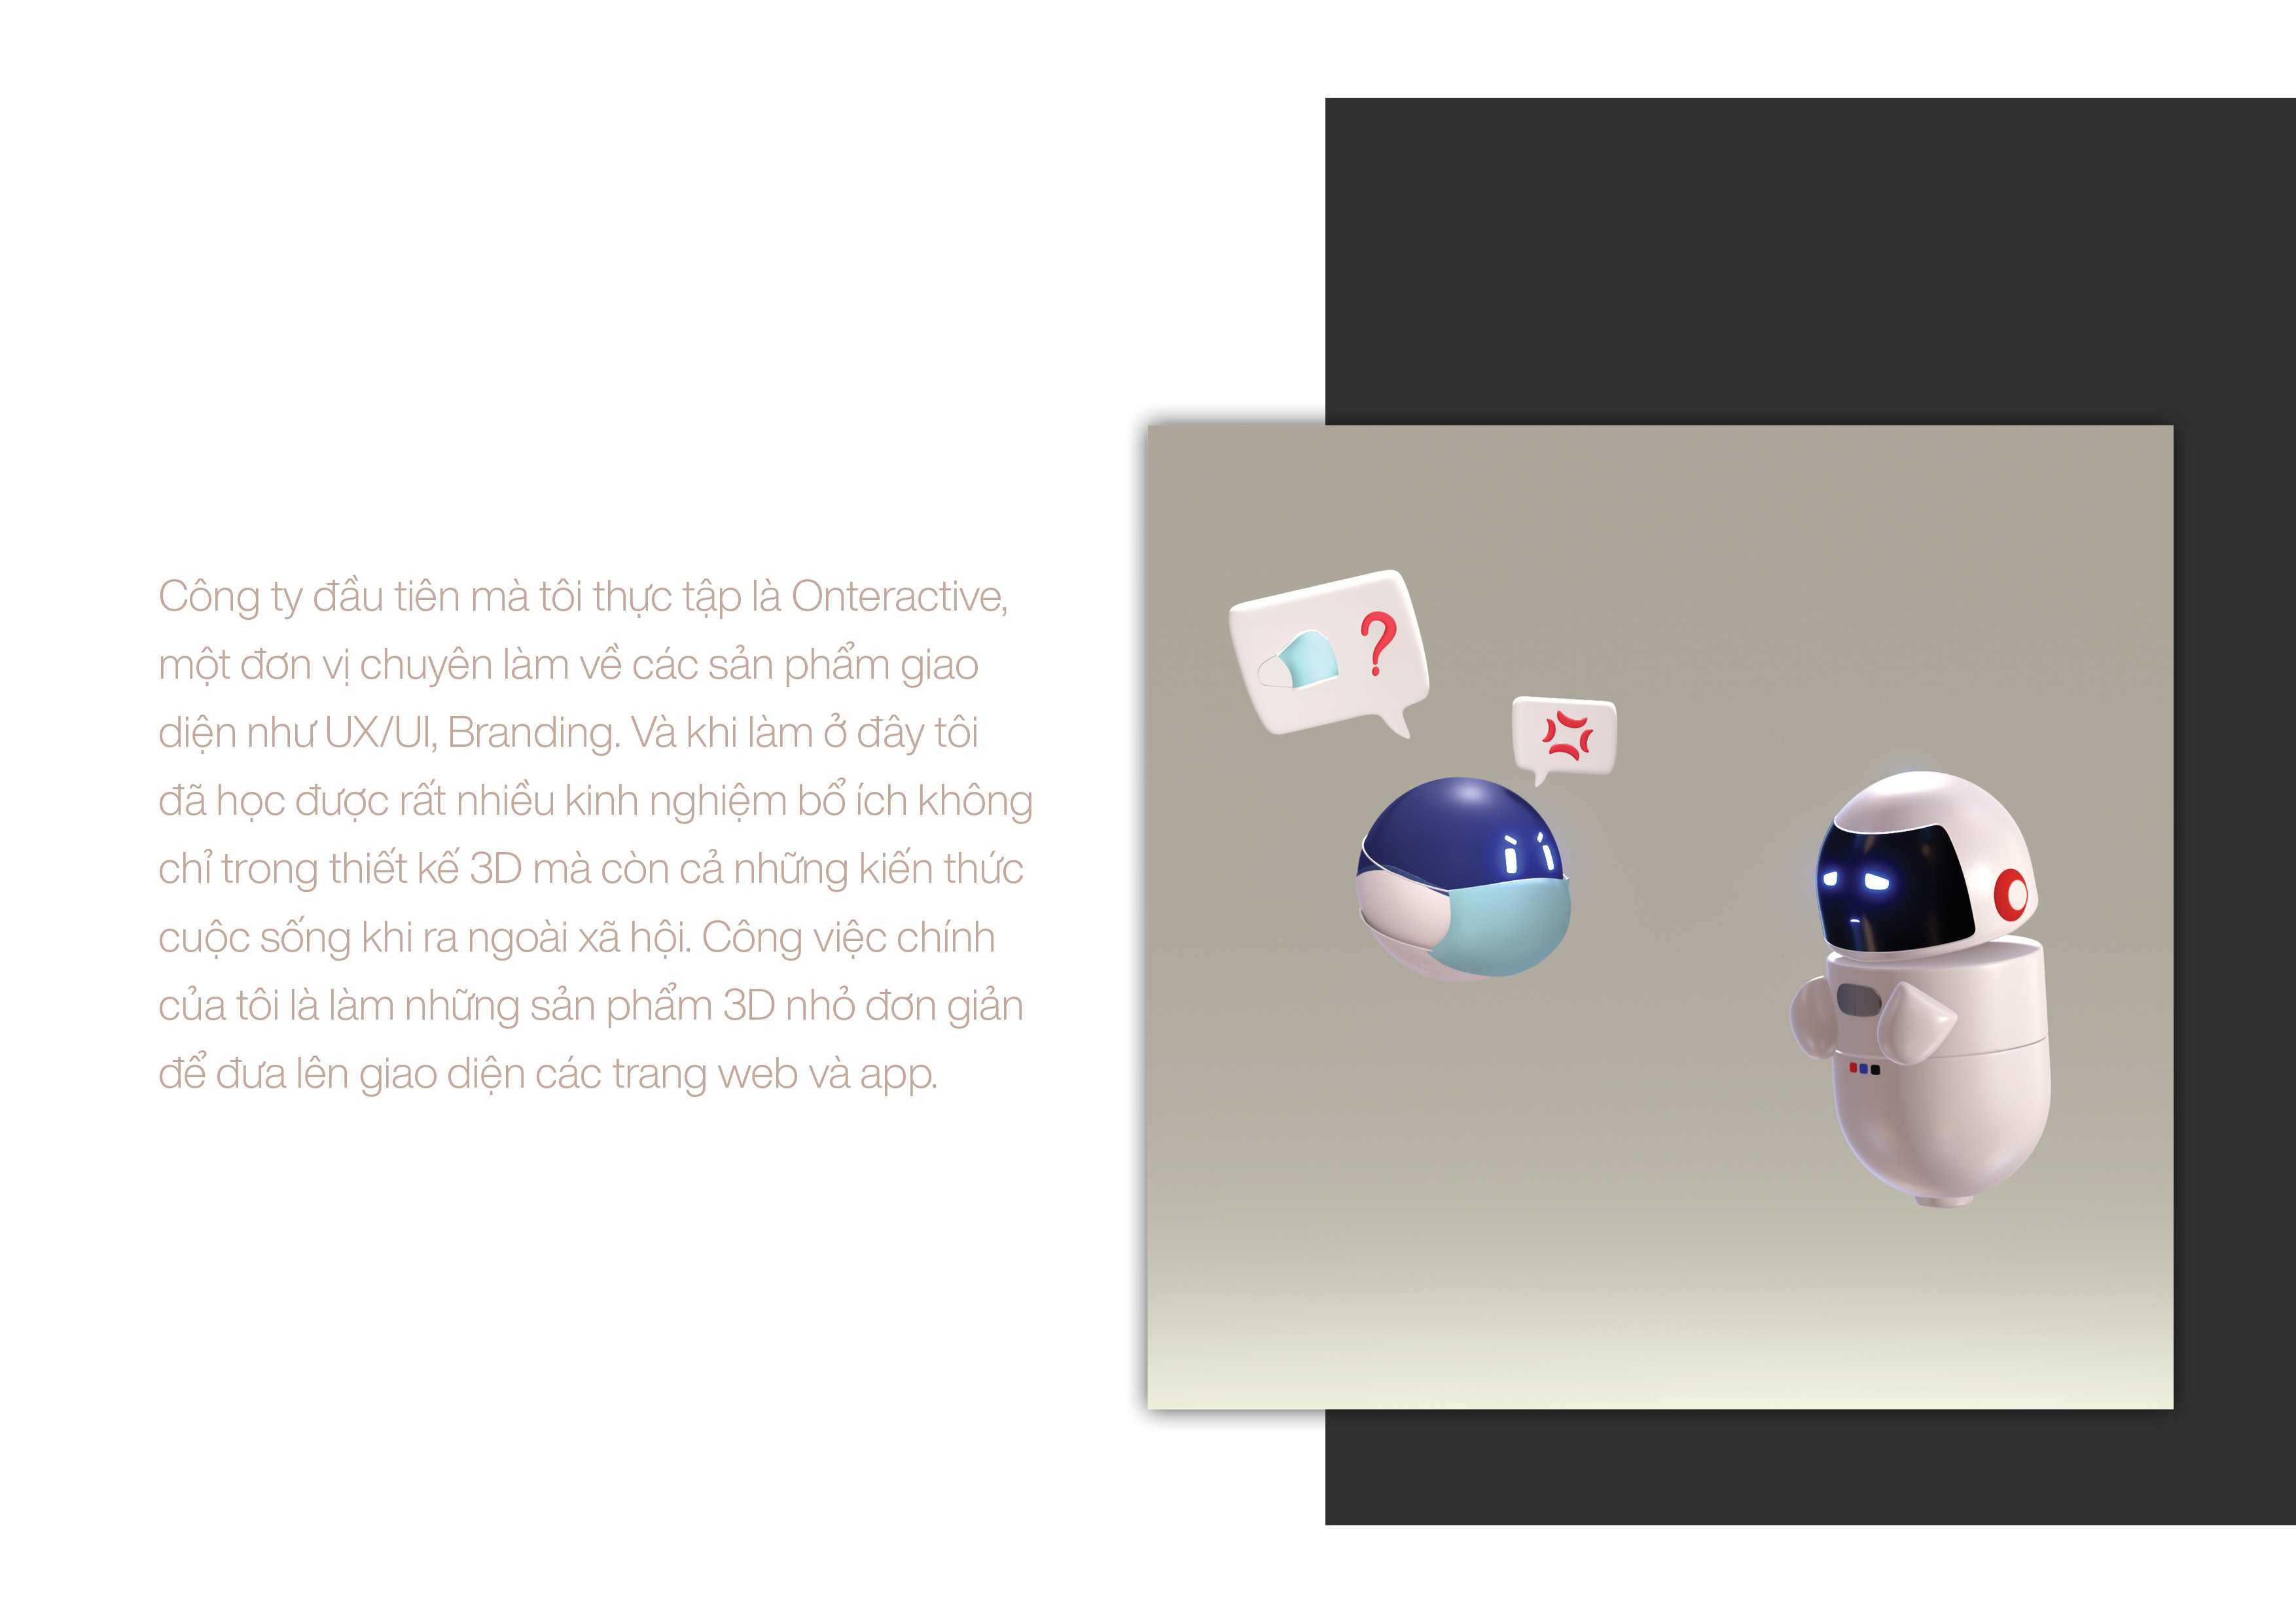 Công ty đầu tiên mà tôi thực tập là Onteractive,
một đơn vị chuyên làm về các sản phẩm giao
diện như UX/UI, Branding. Và khi làm ở đây tôi
đã học được rất nhiều kinh nghiệm bổ ích không
chỉ trong thiết kế 3D mà còn cả những kiến thức
cuộc sống khi ra ngoài xã hội. Công việc chính
của tôi là làm những sản phẩm 3D nhỏ đơn giản
để đưa lên giao diện các trang web và app.
?